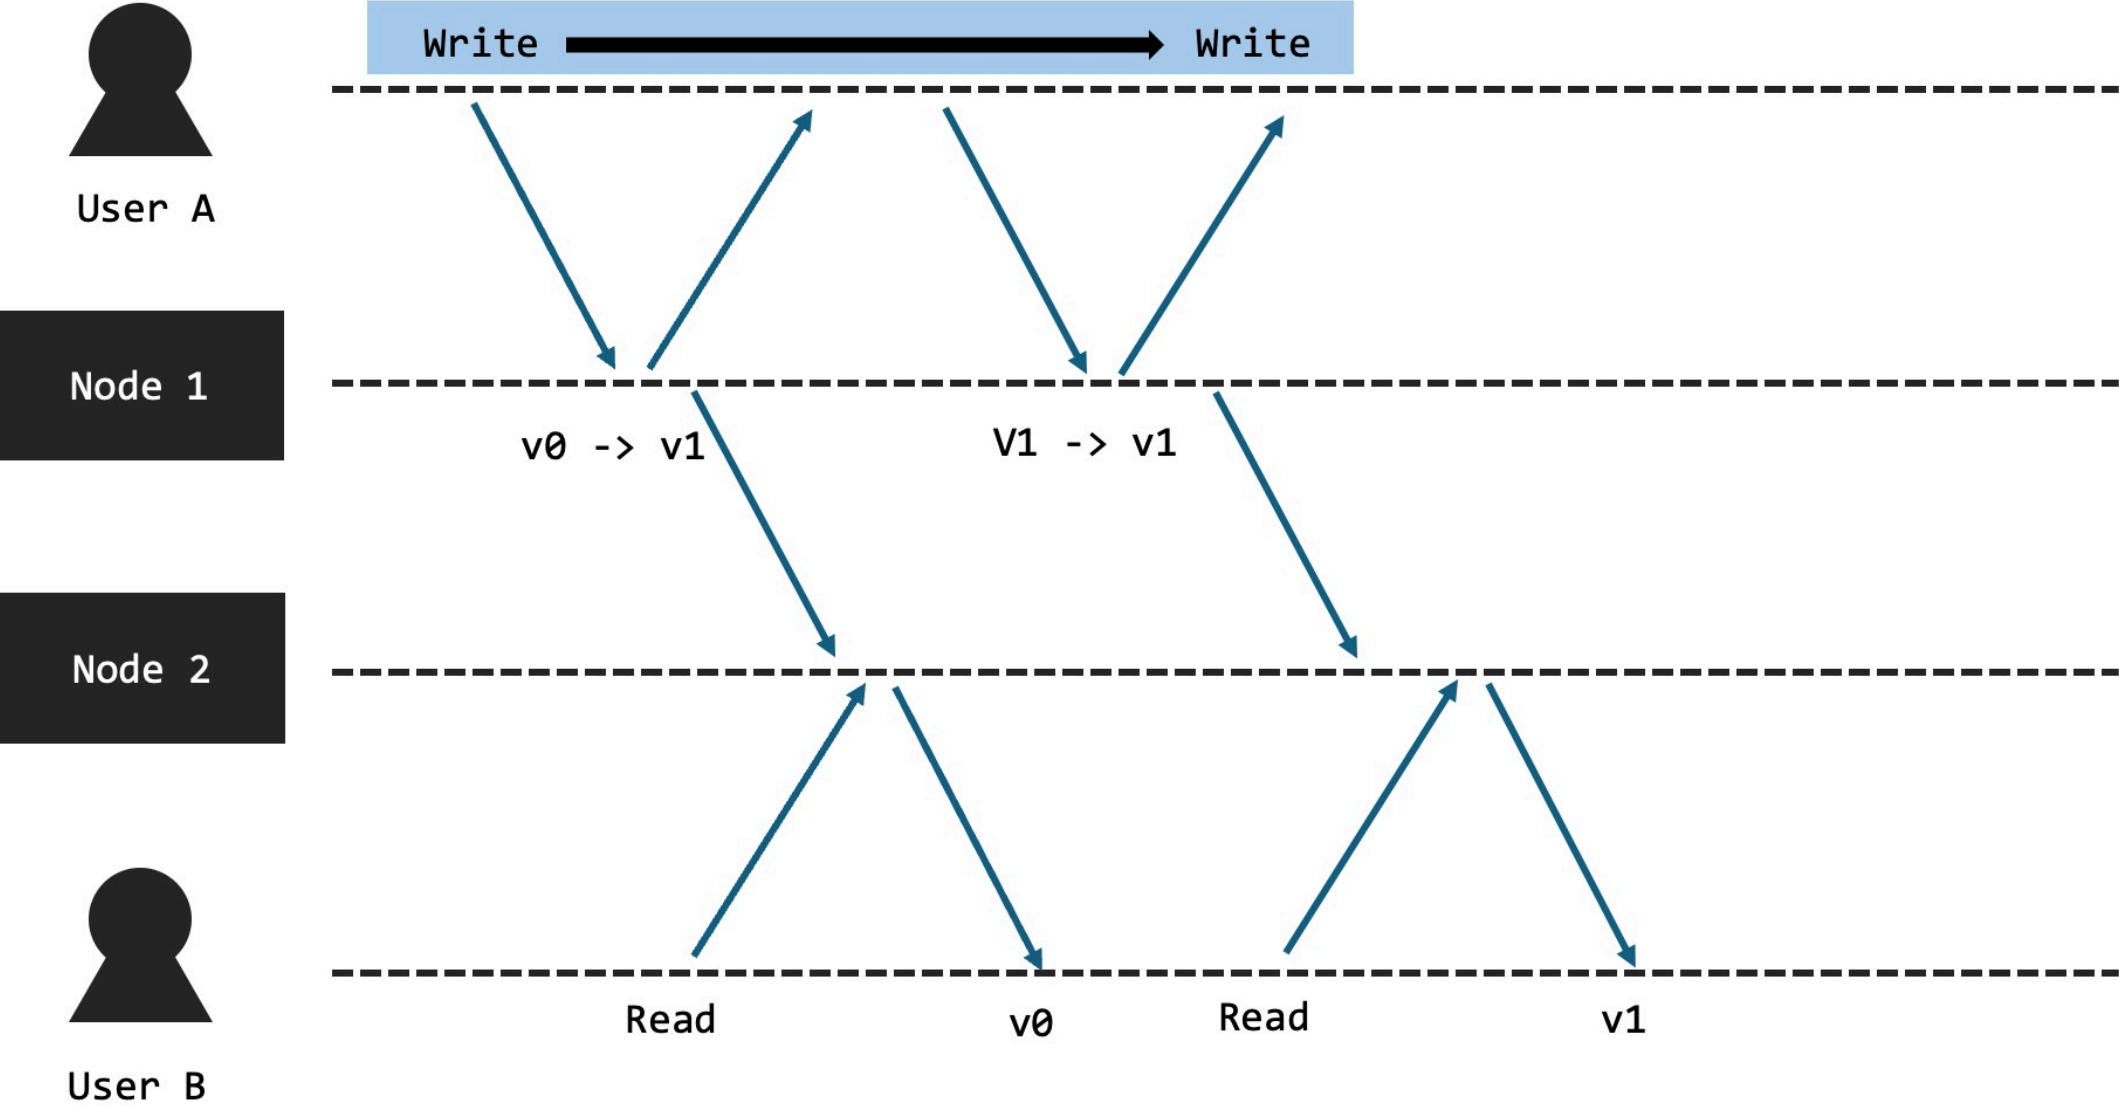 Write Write
User A
Node 1
v0 -> v1 V1 -> v1
Node 2
Read v0 Read v1
User B